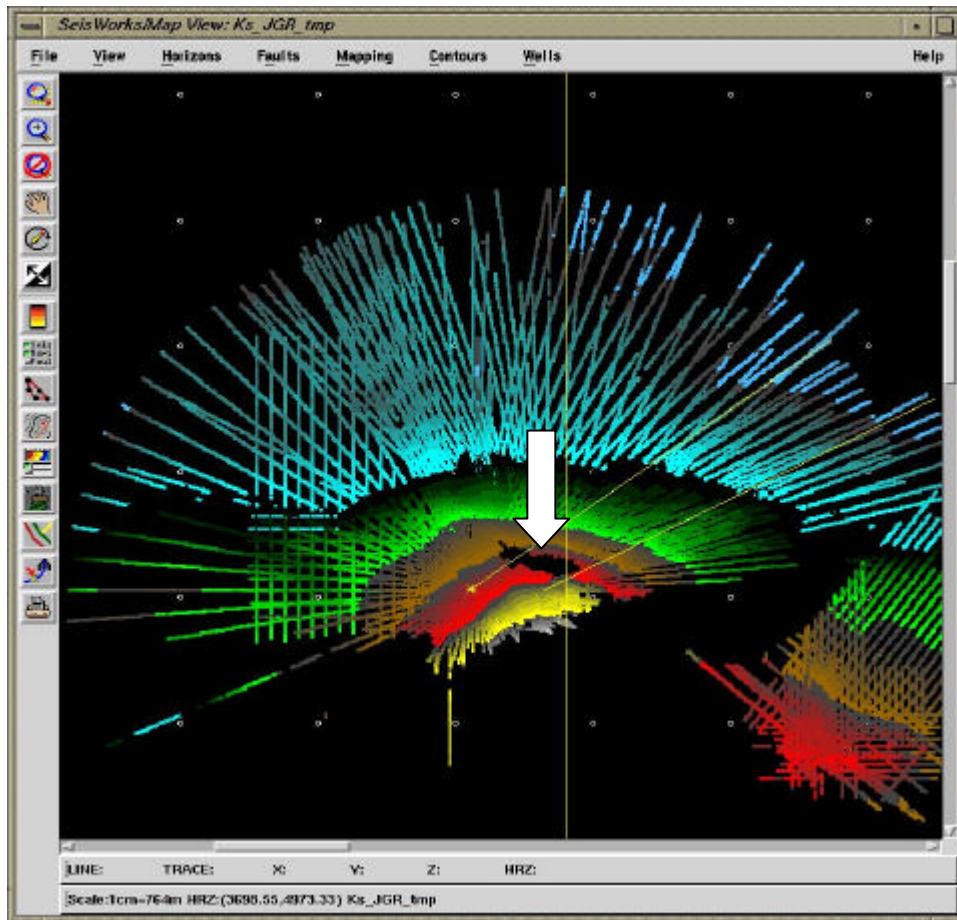 SeisWorks/Map View: Ks_JGR_tmp
File View Horizons Faults Mapping Contours Wells Help
LINE: TRACE: X: Y: Z: HRZ:
Scale:1cm=764m HRZ:(3698.55,4973.33) Ks_JGR_tmp